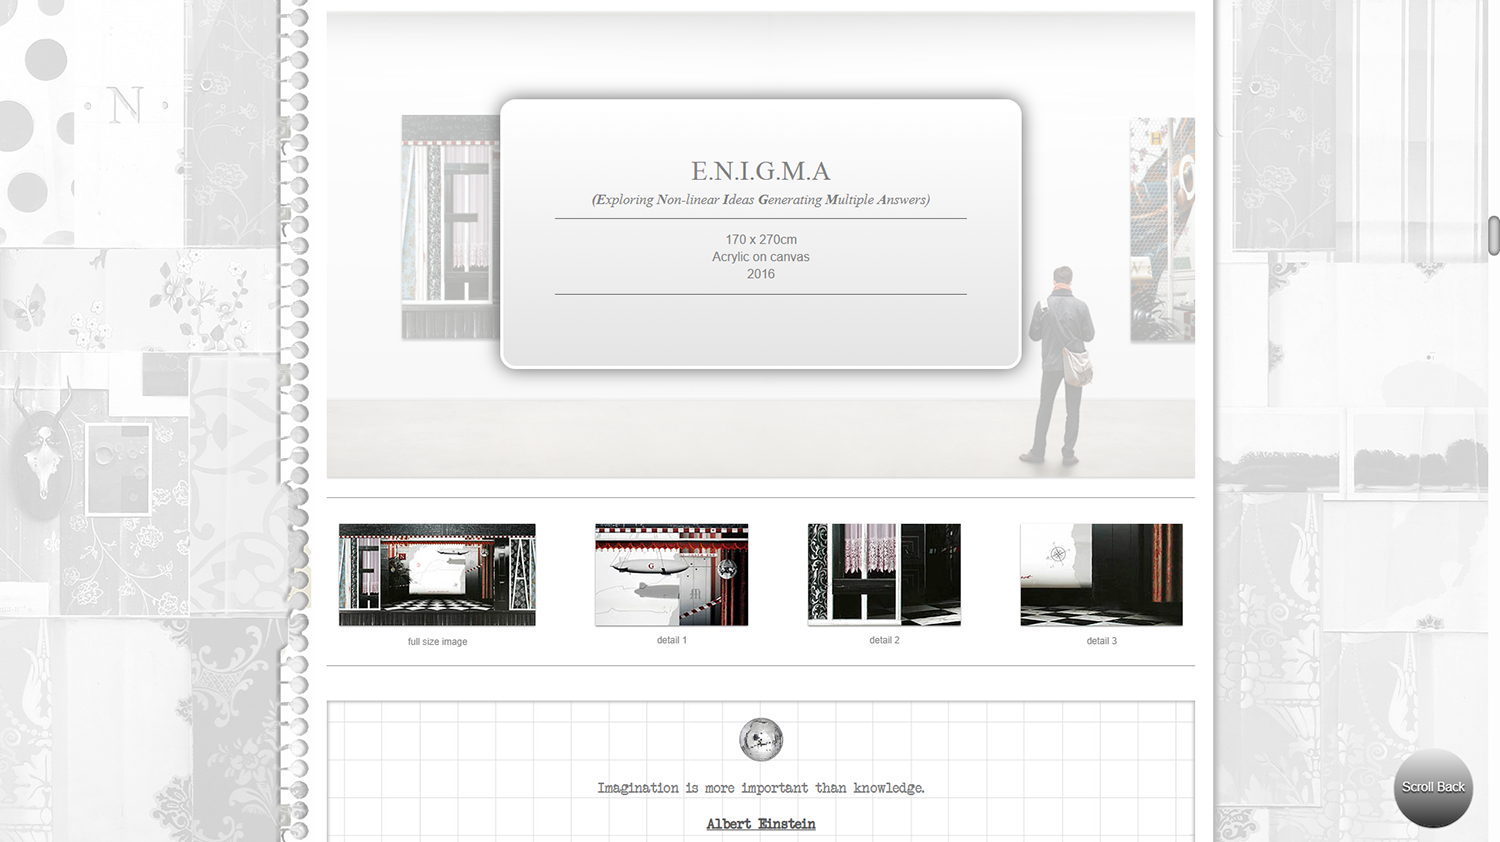 N
E.N.I.G.M.A
(Exploring Non-linear Ideas Generating Multiple Answers)
170 x 270cm
Acrylic on canvas
2016
full size image
detail 1
detail 2
detail 3
Imagination is more important than knowledge.
Albert Einstein
Scroll Back